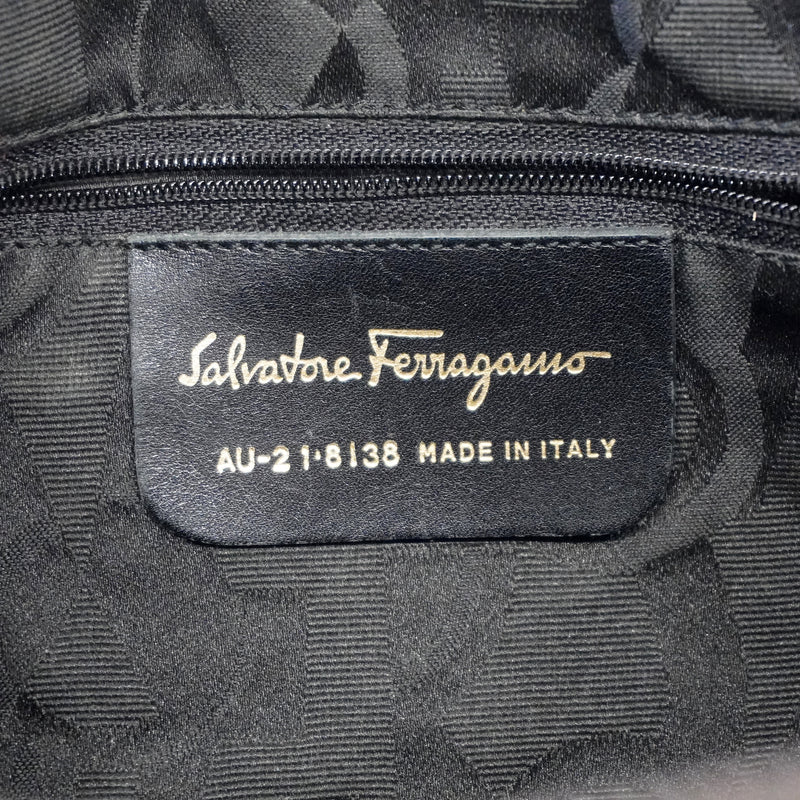 Salvatore Ferragamo
AU-21·8138 MADE IN ITALY